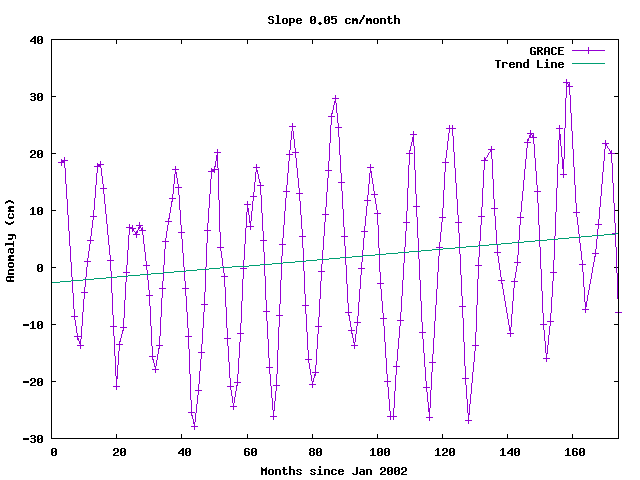 Slope 0.05 cm/month
GRACE
Trend Line
40
30
20
10
0
-10
-20
-30
Anomaly (cm)
0 20 40 60 80 100 120 140 160
Months since Jan 2002